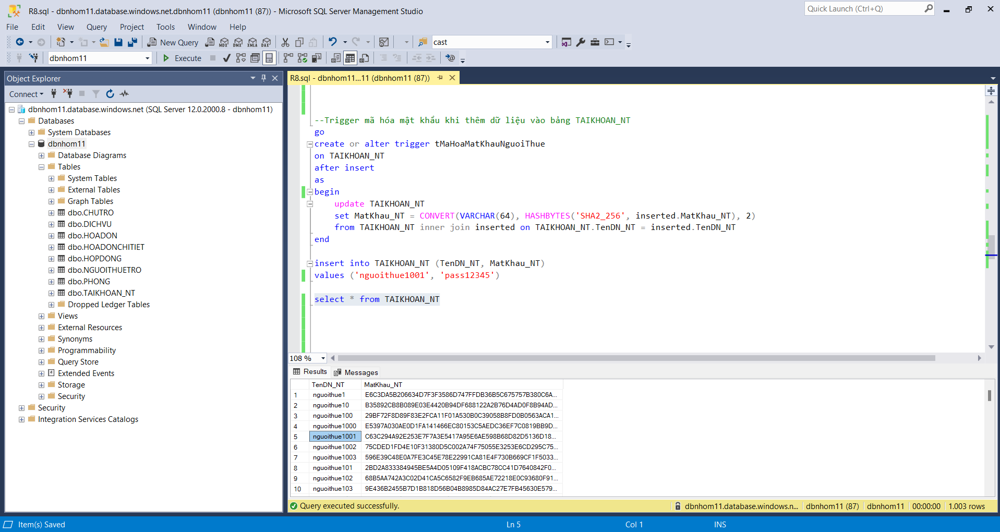 R8.sql - dbnhom11.database.windows.net.dbnhom11 (dbnhom11 (87)) - Microsoft SQL Server Management Studio
Quick Launch (Ctrl+Q)
File Edit View Query Project Tools Window Help
New Query MDX DMX XMLA DAX cast
dbnhom11 Execute
Object Explorer
Connect
dbnhom11.database.windows.net (SQL Server 12.0.2000.8 - dbnhom11)
Databases
System Databases
dbnhom11
Database Diagrams
Tables
System Tables
External Tables
Graph Tables
dbo.CHUTRO
dbo.DICHVU
dbo.HOADON
dbo.HOADONCHITIET
dbo.HOPDONG
dbo.NGUOITHUETRO
dbo.PHONG
dbo.TAIKHOAN_NT
Dropped Ledger Tables
Views
External Resources
Synonyms
Programmability
Query Store
Extended Events
Storage
Security
Security
Integration Services Catalogs
R8.sql - dbnhom11...11 (dbnhom11 (87))
--Trigger mã hóa mật khẩu khi thêm dữ liệu vào bảng TAIKHOAN_NT
go
create or alter trigger tMaHoaMatKhauNguoiThue
on TAIKHOAN_NT
after insert
as
begin
update TAIKHOAN_NT
set MatKhau_NT = CONVERT(VARCHAR(64), HASHBYTES('SHA2_256', inserted.MatKhau_NT), 2)
from TAIKHOAN_NT inner join inserted on TAIKHOAN_NT.TenDN_NT = inserted.TenDN_NT
end
insert into TAIKHOAN_NT (TenDN_NT, MatKhau_NT)
values ('nguoithue1001', 'pass12345')
select * from TAIKHOAN_NT
108 %
Results Messages
TenDN_NT MatKhau_NT
1 nguoithue1 E6C3DA5B206634D7F3F3586D747FFDB36B5C675757B380C6A...
2 nguoithue10 B35892CB8B089E03E4420B94DF688122A2B76D4AD0F8B94AD...
3 nguoithue100 29BF72F8D89F83E2FCA11F01A530B0C39058B8FD0B0563ACA1...
4 nguoithue1000 E5397A030AE0D1FA141466EC80153C5AEDC36EF7C0819BB9D...
5 nguoithue1001 C63C294A92E253E7F7A3E5417A95E6AE598B68D82D5136D18...
6 nguoithue1002 75CDED1FD4E10F31380D5C002A74F75055E3253E6CD295C75...
7 nguoithue1003 596E39C48E0A7FE3C45E78E22991CA81E4F730B669CF1F5033...
8 nguoithue101 2BD2A833384945BE5A4D05109F418ACBC78CC41D7640842F0...
9 nguoithue102 68B5AA742A3C02D41CA5C6582F9EB685AE72218E0C93680F91...
10 nguoithue103 9E436B2455B7D1B818D56B04B8985D84AC27E7FB45630E579...
Query executed successfully.
dbnhom11.database.windows.n... dbnhom11 (87) dbnhom11 00:00:00 1.003 rows
Item(s) Saved Ln 5 Col 1 INS